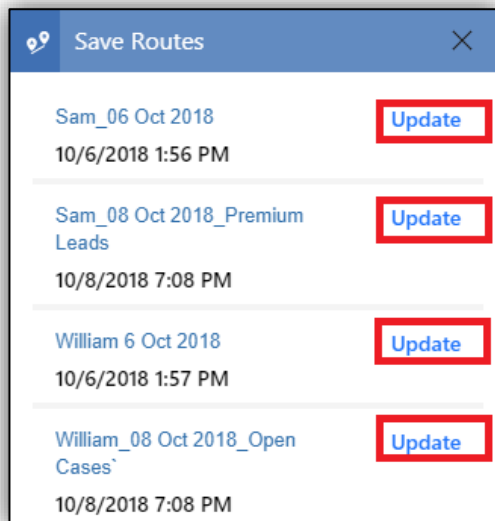 Save Routes
Sam_06 Oct 2018
Update
10/6/2018 1:56 PM
Sam_08 Oct 2018_Premium
Update
Leads
10/8/2018 7:08 PM
William 6 Oct 2018
Update
10/6/2018 1:57 PM
William_08 Oct 2018_Open
Update
Cases`
10/8/2018 7:08 PM